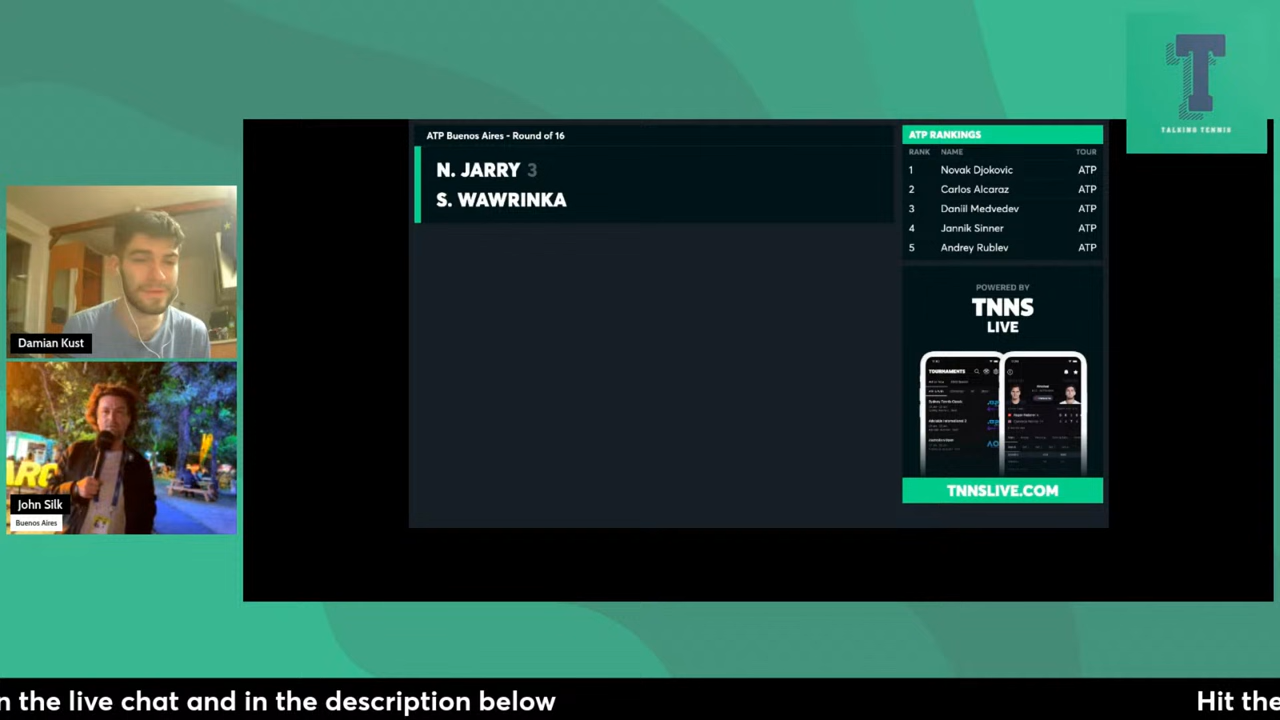 T
TALKING TENNIS
ATP Buenos Aires - Round of 16
N. JARRY 3
S. WAWRINKA
ATP RANKINGS
RANK NAME TOUR
1 Novak Djokovic ATP
2 Carlos Alcaraz ATP
3 Daniil Medvedev ATP
4 Jannik Sinner ATP
5 Andrey Rublev ATP
POWERED BY
TNNS
LIVE
TOURNAMENTS
TNNSLIVE.COM
Damian Kust
ARG
John Silk
Buenos Aires
n the live chat and in the description below
Hit the